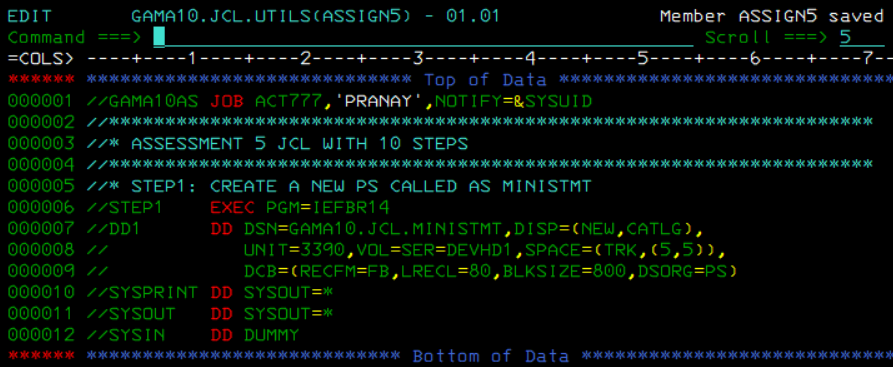 EDIT       GAMA10.JCL.UTILS(ASSIGN5) - 01.01                    Member ASSIGN5 saved
Command ===>                                                  Scroll ===> 5
=COLS> ----+----1----+----2----+----3----+----4----+----5----+----6----+----7--
****** ***************************** Top of Data ******************************
000001 //GAMA10AS JOB ACT777,'PRANAY',NOTIFY=&SYSUID
000002 //********************************************************************
000003 //* ASSESSMENT 5 JCL WITH 10 STEPS
000004 //********************************************************************
000005 //* STEP1: CREATE A NEW PS CALLED AS MINISTMT
000006 //STEP1    EXEC PGM=IEFBR14
000007 //DD1      DD DSN=GAMA10.JCL.MINISTMT,DISP=(NEW,CATLG),
000008 //            UNIT=3390,VOL=SER=DEVHD1,SPACE=(TRK,(5,5)),
000009 //            DCB=(RECFM=FB,LRECL=80,BLKSIZE=800,DSORG=PS)
000010 //SYSPRINT DD SYSOUT=*
000011 //SYSOUT   DD SYSOUT=*
000012 //SYSIN    DD DUMMY
****** **************************** Bottom of Data ****************************